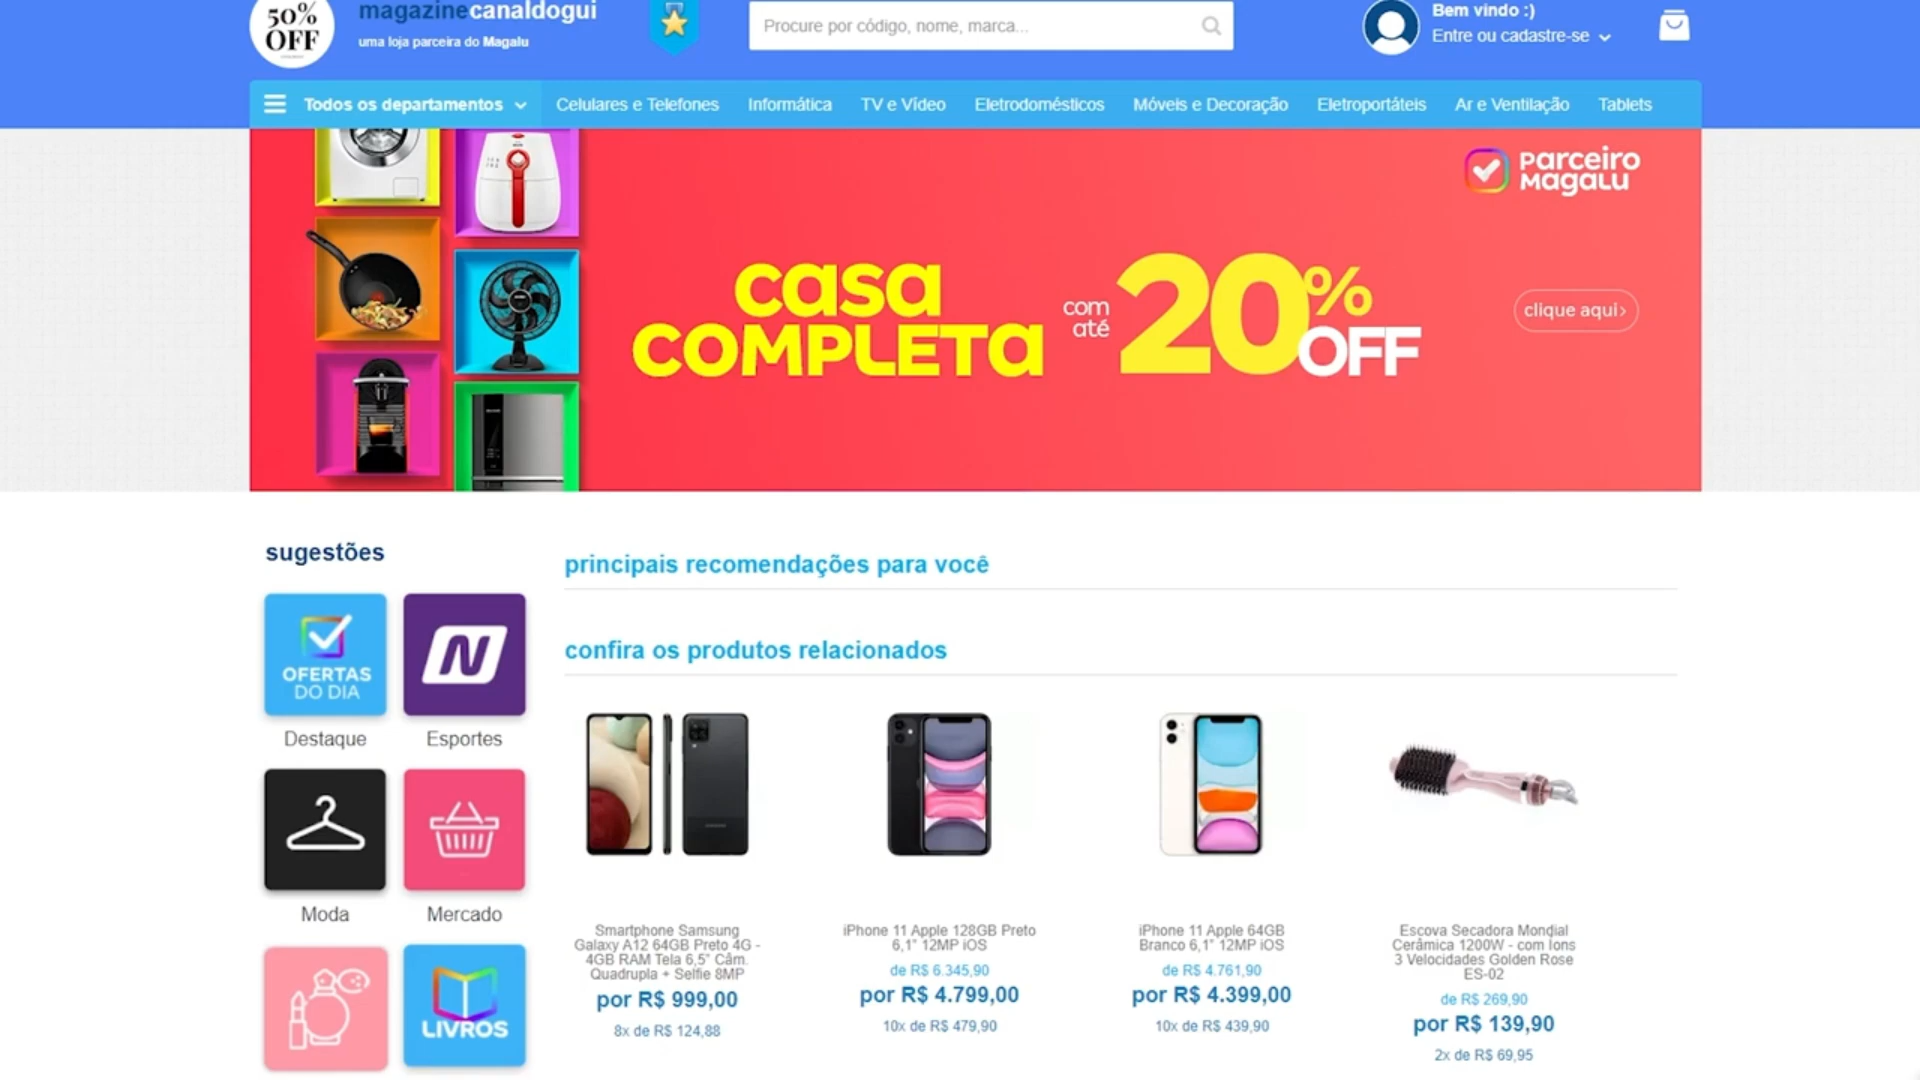 50%
OFF
magazinecanaldogui
uma loja parceira do Magalu
Procure por código, nome, marca...
Bem vindo :)
Entre ou cadastre-se
Todos os departamentos
Celulares e Telefones
Informática
TV e Vídeo
Eletrodomésticos
Móveis e Decoração
Eletroportáteis
Ar e Ventilação
Tablets
Parceiro
Magalu
casa
completa
com
até
20%
OFF
clique aqui>
sugestões
OFERTAS
DO DIA
Destaque
N
Esportes
Moda
Mercado
LIVROS
principais recomendações para você
confira os produtos relacionados
Smartphone Samsung
Galaxy A12 64GB Preto 4G -
4GB RAM Tela 6,5" Câm.
Quadrupla + Selfie 8MP
por R$ 999,00
8x de R$ 124,88
iPhone 11 Apple 128GB Preto
6,1" 12MP iOS
de R$ 6.345,90
por R$ 4.799,00
10x de R$ 479,90
iPhone 11 Apple 64GB
Branco 6,1" 12MP iOS
de R$ 4.761,90
por R$ 4.399,00
10x de R$ 439,90
Escova Secadora Mondial
Cerâmica 1200W - com Íons
3 Velocidades Golden Rose
ES-02
de R$ 269,90
por R$ 139,90
2x de R$ 69,95